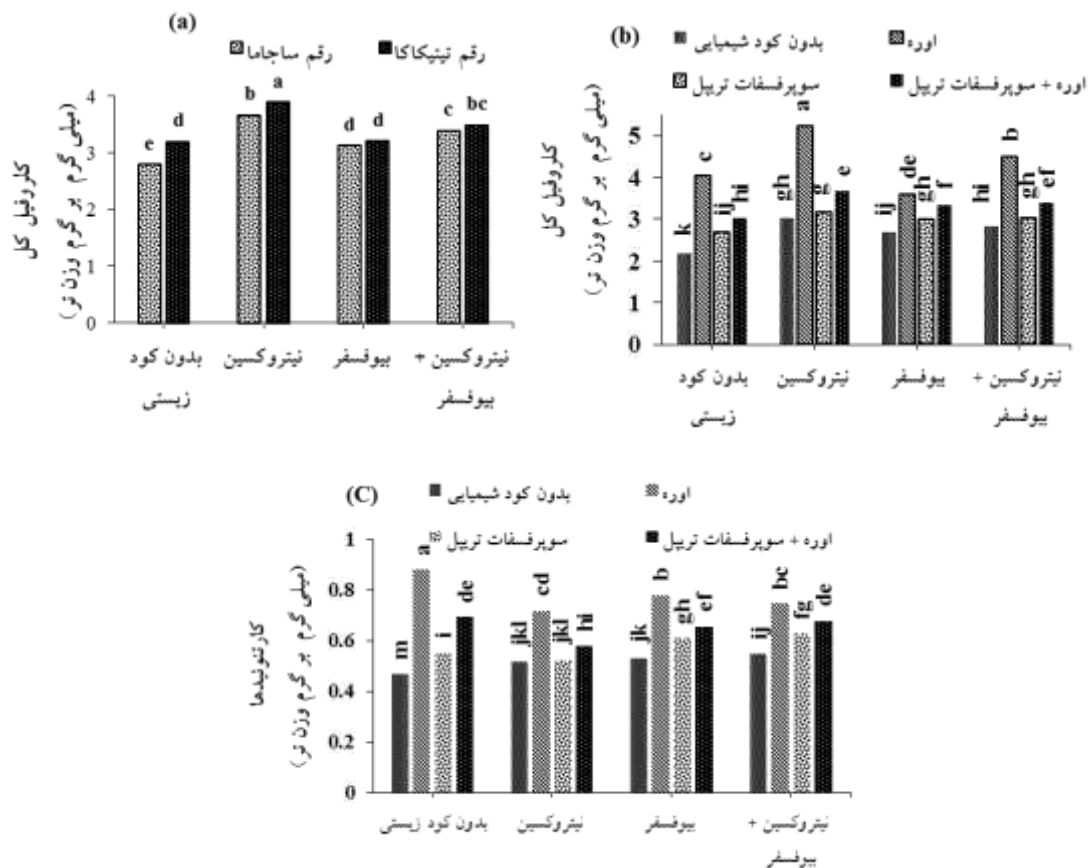 (a)
رقم ساجاما
رقم تیتیکاکا
کلروفیل کل
(میلی گرم بر گرم وزن تر)
4
3
2
1
0
e
d
b
a
d
d
c
bc
بدون کود زیستی
نیتروکسین
بیوفسفر
نیتروکسین + بیوفسفر
(b)
بدون کود شیمیایی
اوره
سوپرفسفات تریپل
اوره + سوپرفسفات تریپل
کلروفیل کل
(میلی گرم بر گرم وزن تر)
5
4
3
2
1
0
k
c
ij
hi
gh
a
g
e
ij
de
gh
f
hi
b
gh
ef
بدون کود زیستی
نیتروکسین
بیوفسفر
نیتروکسین + بیوفسفر
(C)
بدون کود شیمیایی
اوره
سوپرفسفات تریپل
اوره + سوپرفسفات تریپل
کارتنوئیدها
(میلی گرم بر گرم وزن تر)
1
0.8
0.6
0.4
0.2
0
m
a
i
de
jkl
cd
jkl
hi
jk
b
gh
ef
ij
bc
fg
de
بدون کود زیستی
نیتروکسین
بیوفسفر
نیتروکسین + بیوفسفر